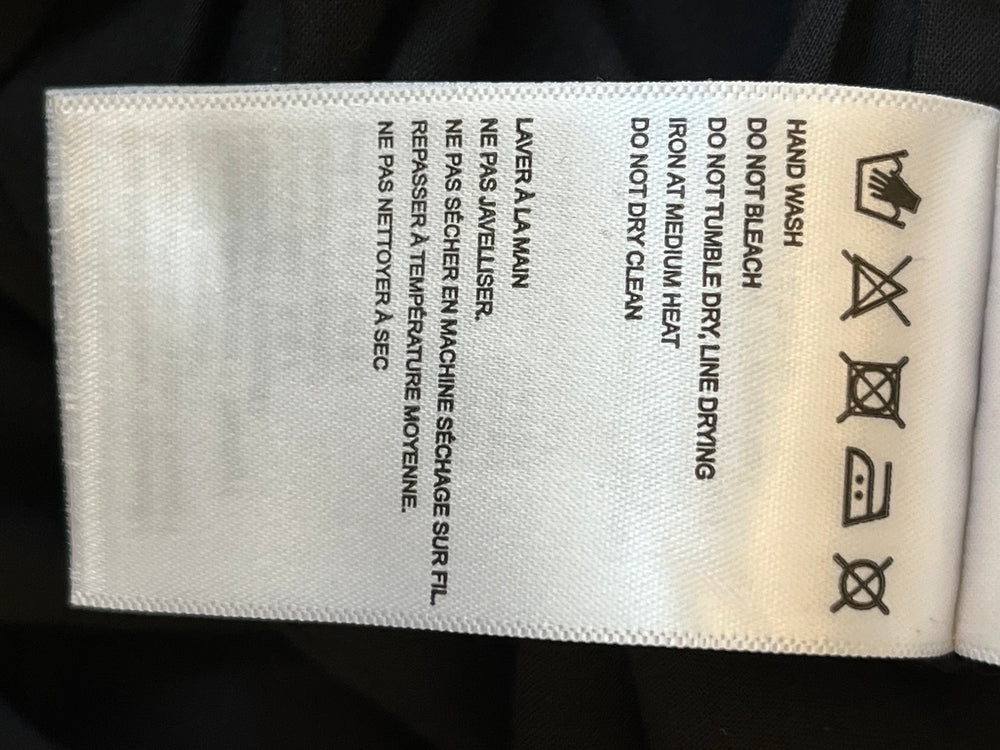 HAND WASH
DO NOT BLEACH
DO NOT TUMBLE DRY, LINE DRYING
IRON AT MEDIUM HEAT
DO NOT DRY CLEAN
LAVER À LA MAIN
NE PAS JAVELLISER.
NE PAS SÉCHER EN MACHINE SÉCHAGE SUR FIL.
REPASSER À TEMPÉRATURE MOYENNE.
NE PAS NETTOYER À SEC